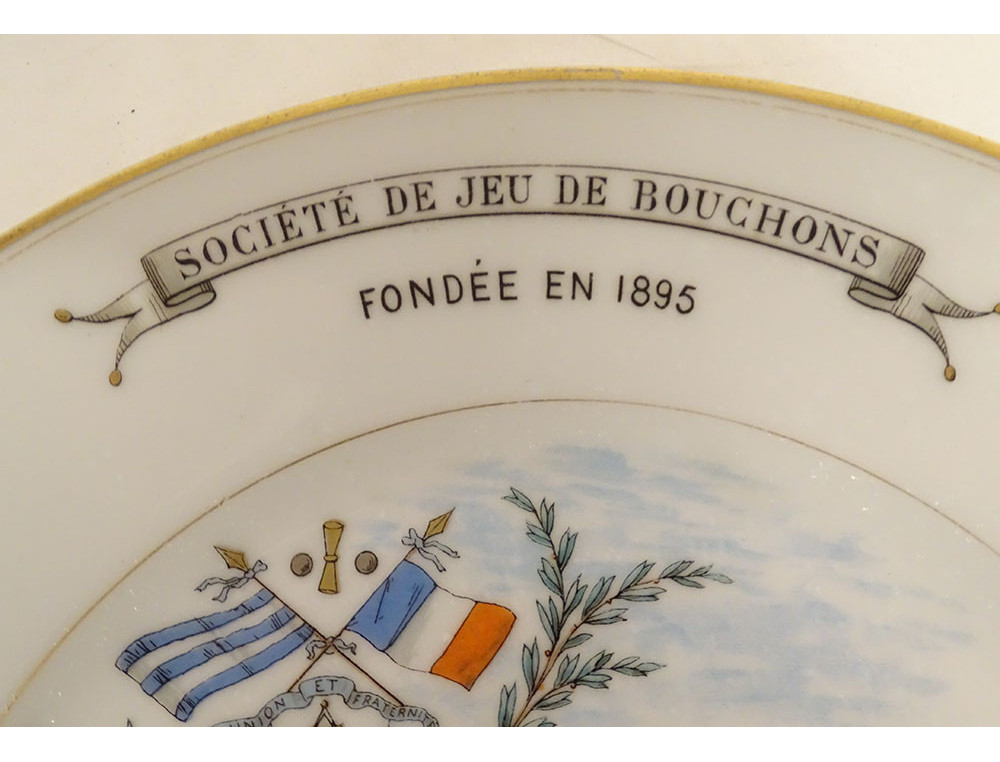 SOCIÉTÉ DE JEU DE BOUCHONS
FONDÉE EN 1895
UNION ET FRATERNITÉ